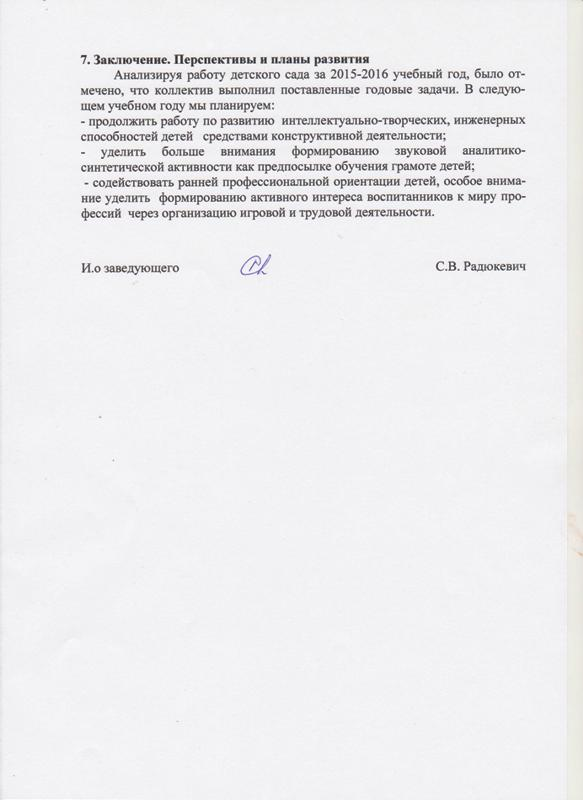 7. Заключение. Перспективы и планы развития
Анализируя работу детского сада за 2015-2016 учебный год, было от-
мечено, что коллектив выполнил поставленные годовые задачи. В следую-
щем учебном году мы планируем:
- продолжить работу по развитию интеллектуально-творческих, инженерных
способностей детей средствами конструктивной деятельности;
- уделить больше внимания формированию звуковой аналитико-
синтетической активности как предпосылке обучения грамоте детей;
- содействовать ранней профессиональной ориентации детей, особое внима-
ние уделить формированию активного интереса воспитанников к миру про-
фессий через организацию игровой и трудовой деятельности.
И.о заведующего С.В. Радюкевич